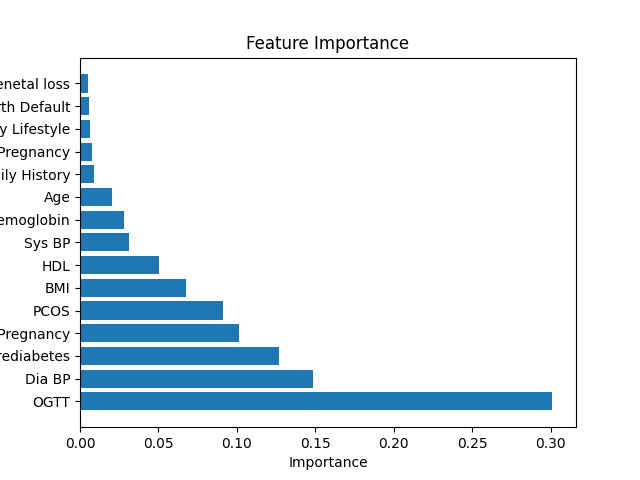 Feature Importance
enetal loss
rth Default
y Lifestyle
Pregnancy
ily History
Age
emoglobin
Sys BP
HDL
BMI
PCOS
Pregnancy
rediabetes
Dia BP
OGTT
0.00 0.05 0.10 0.15 0.20 0.25 0.30
Importance